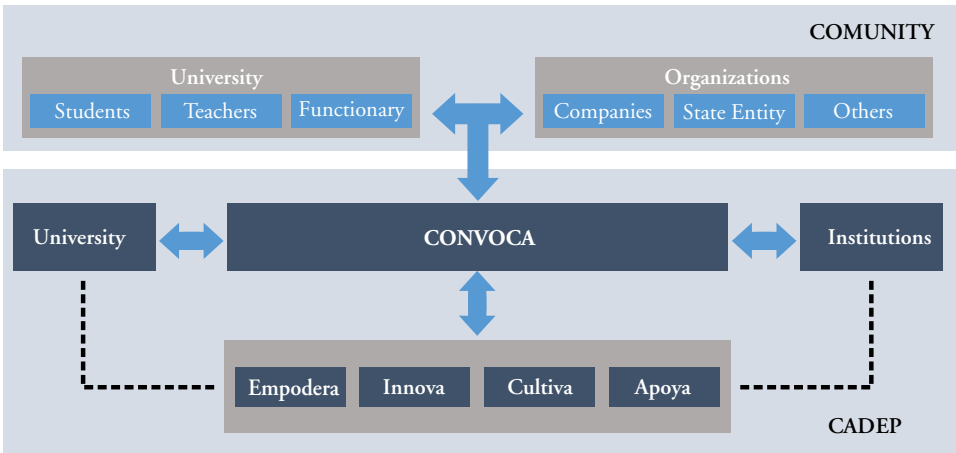 COMUNITY
University
Students
Teachers
Functionary
Organizations
Companies
State Entity
Others
University
CONVOCA
Institutions
Empodera
Innova
Cultiva
Apoya
CADEP